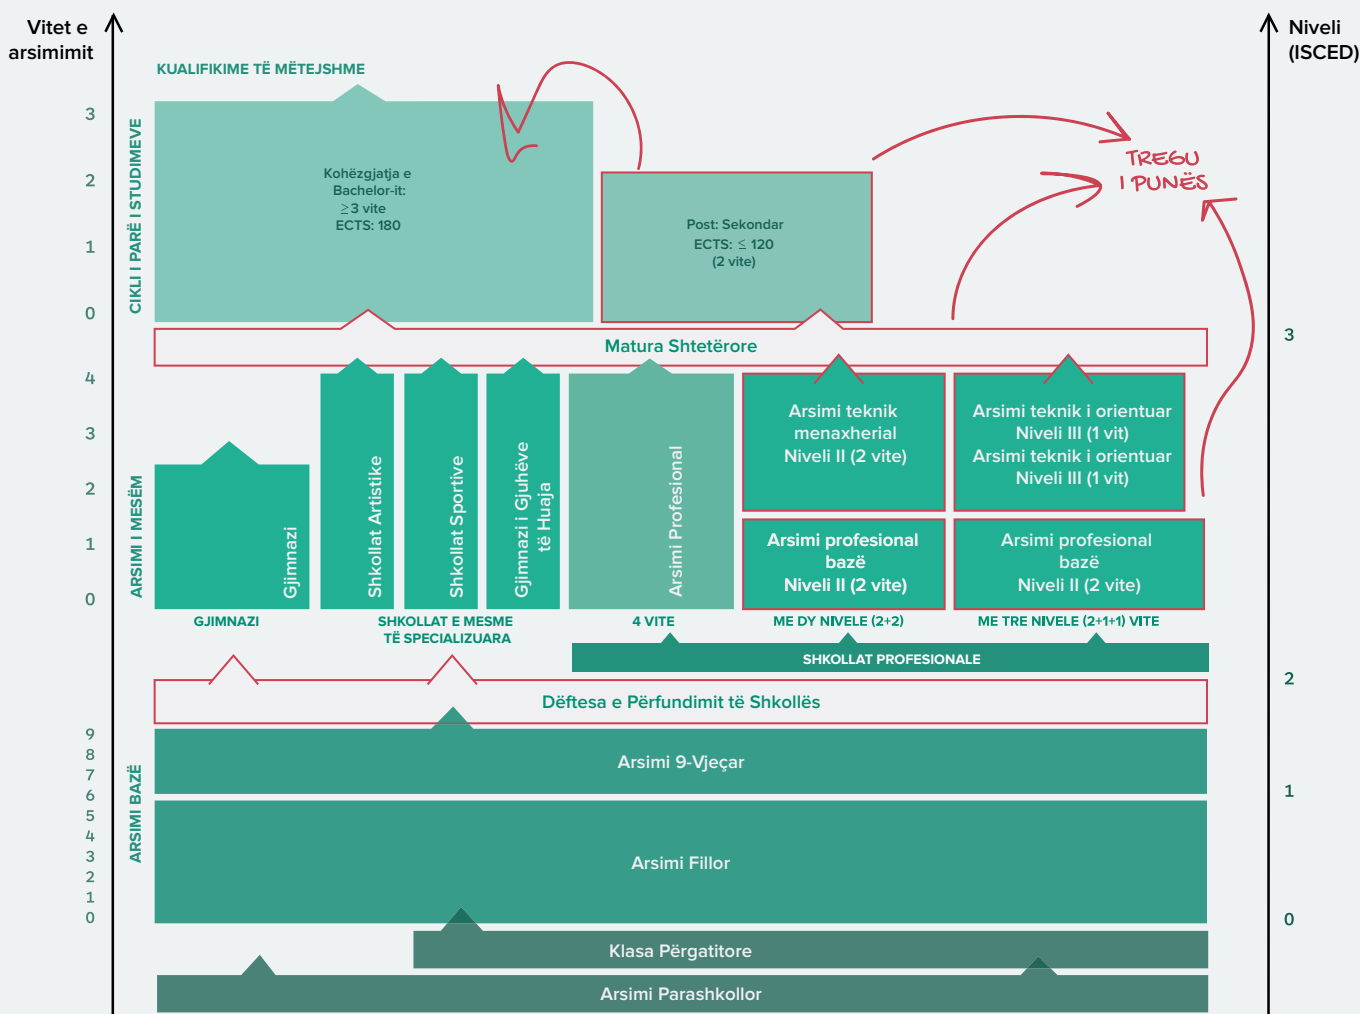 Vitet e
arsimimit
Niveli
(ISCED)
KUALIFIKIME TË MËTEJSHME
CIKLI I PARË I STUDIMEVE
3
2
1
0
Kohëzgjatja e
Bachelor-it:
≥3 vite
ECTS: 180
Post: Sekondar
ECTS: ≤ 120
(2 vite)
TREGU
I PUNËS
Matura Shtetërore
3
ARSIMI I MESËM
4
3
2
1
0
Gjimnazi
Shkollat Artistike
Shkollat Sportive
Gjimnazi i Gjuhëve
të Huaja
Arsimi Profesional
Arsimi teknik
menaxherial
Niveli II (2 vite)
Arsimi teknik i orientuar
Niveli III (1 vit)
Arsimi teknik i orientuar
Niveli III (1 vit)
Arsimi profesional
bazë
Niveli II (2 vite)
Arsimi profesional
bazë
Niveli II (2 vite)
GJIMNAZI
SHKOLLAT E MESME
TË SPECIALIZUARA
4 VITE
ME DY NIVELE (2+2)
ME TRE NIVELE (2+1+1) VITE
SHKOLLAT PROFESIONALE
Dëftesa e Përfundimit të Shkollës
2
ARSIMI BAZË
9
8
7
6
5
4
3
2
1
0
Arsimi 9-Vjeçar
1
Arsimi Fillor
0
Klasa Përgatitore
Arsimi Parashkollor